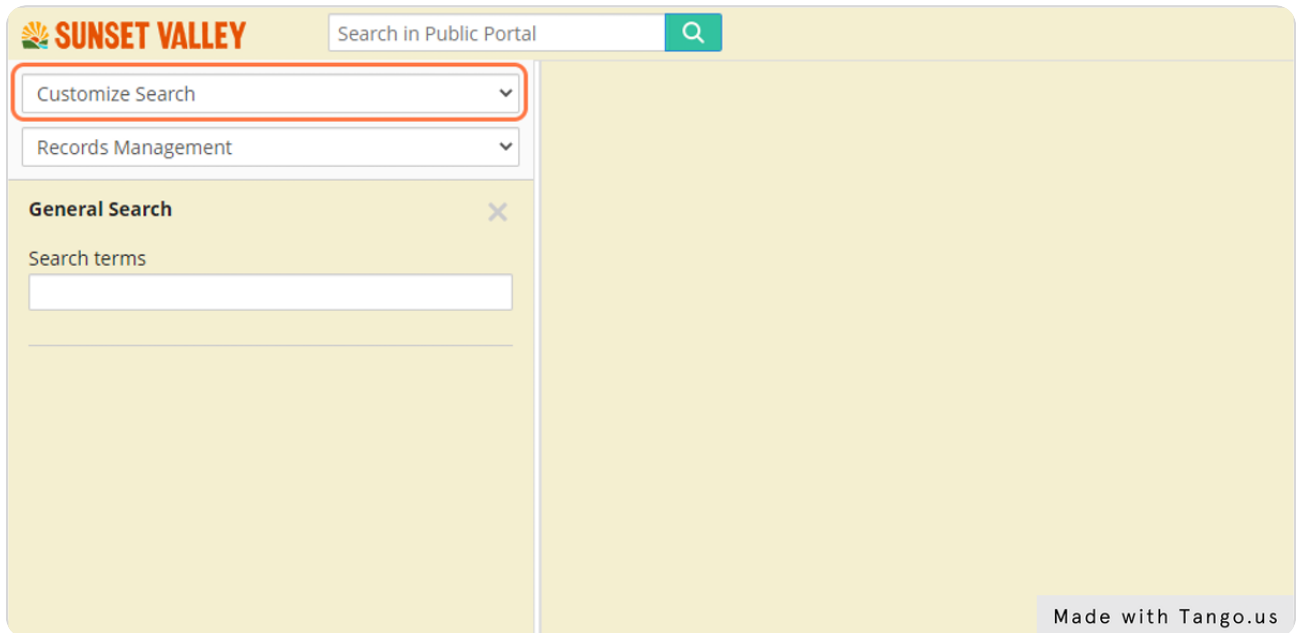 SUNSET VALLEY
Search in Public Portal
Customize Search
Records Management
General Search
Search terms
Made with Tango.us